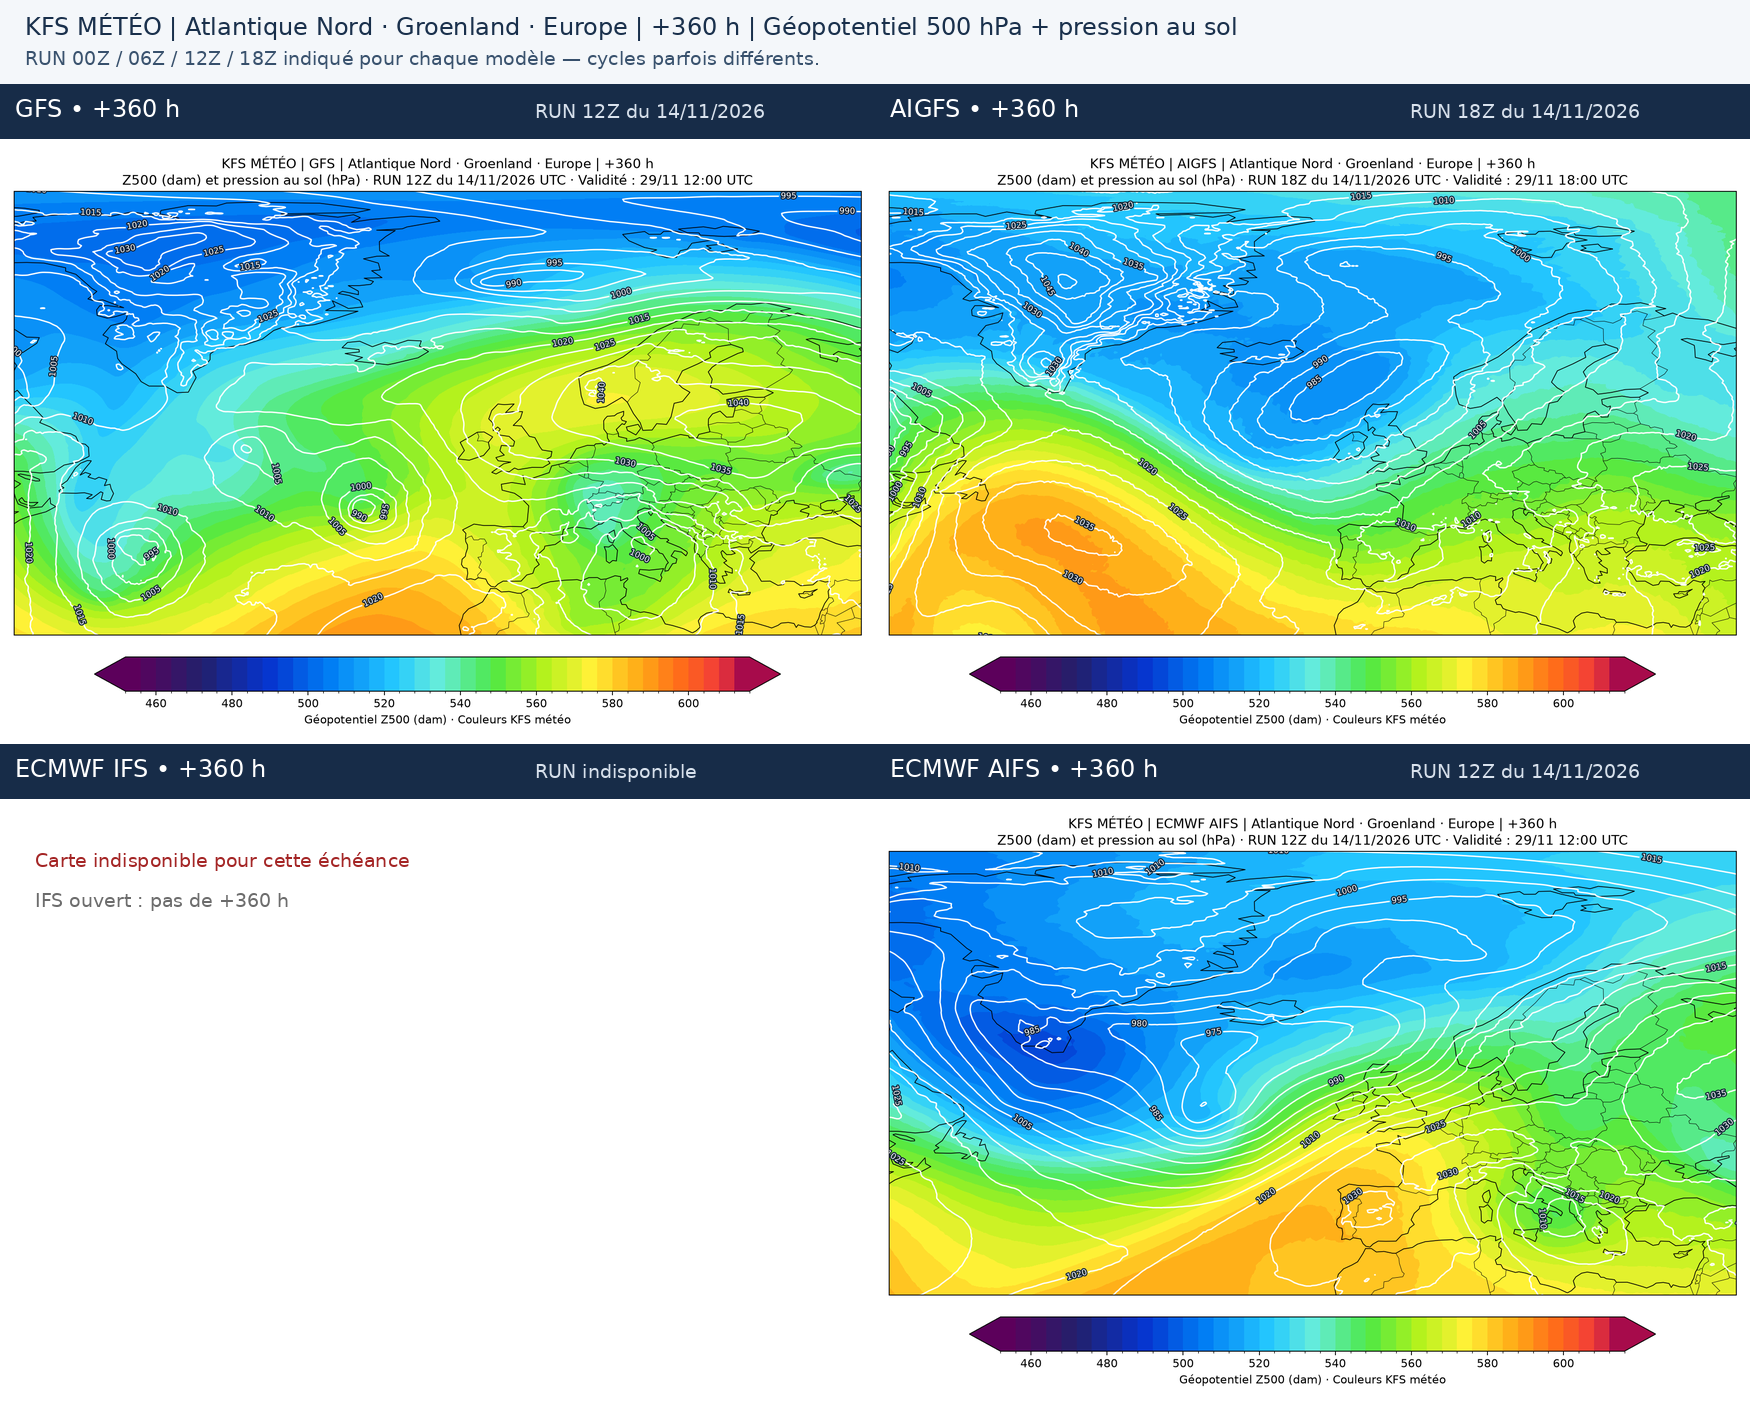 KFS MÉTÉO | Atlantique Nord · Groenland · Europe | +360 h | Géopotentiel 500 hPa + pression au sol
RUN 00Z / 06Z / 12Z / 18Z indiqué pour chaque modèle — cycles parfois différents.
GFS • +360 h
RUN 12Z du 14/11/2026
KFS MÉTÉO | GFS | Atlantique Nord · Groenland · Europe | +360 h
Z500 (dam) et pression au sol (hPa) · RUN 12Z du 14/11/2026 UTC · Validité : 29/11 12:00 UTC
460 480 500 520 540 560 580 600
Géopotentiel Z500 (dam) · Couleurs KFS météo
AIGFS • +360 h
RUN 18Z du 14/11/2026
KFS MÉTÉO | AIGFS | Atlantique Nord · Groenland · Europe | +360 h
Z500 (dam) et pression au sol (hPa) · RUN 18Z du 14/11/2026 UTC · Validité : 29/11 18:00 UTC
460 480 500 520 540 560 580 600
Géopotentiel Z500 (dam) · Couleurs KFS météo
ECMWF IFS • +360 h
RUN indisponible
Carte indisponible pour cette échéance
IFS ouvert : pas de +360 h
ECMWF AIFS • +360 h
RUN 12Z du 14/11/2026
KFS MÉTÉO | ECMWF AIFS | Atlantique Nord · Groenland · Europe | +360 h
Z500 (dam) et pression au sol (hPa) · RUN 12Z du 14/11/2026 UTC · Validité : 29/11 12:00 UTC
460 480 500 520 540 560 580 600
Géopotentiel Z500 (dam) · Couleurs KFS météo